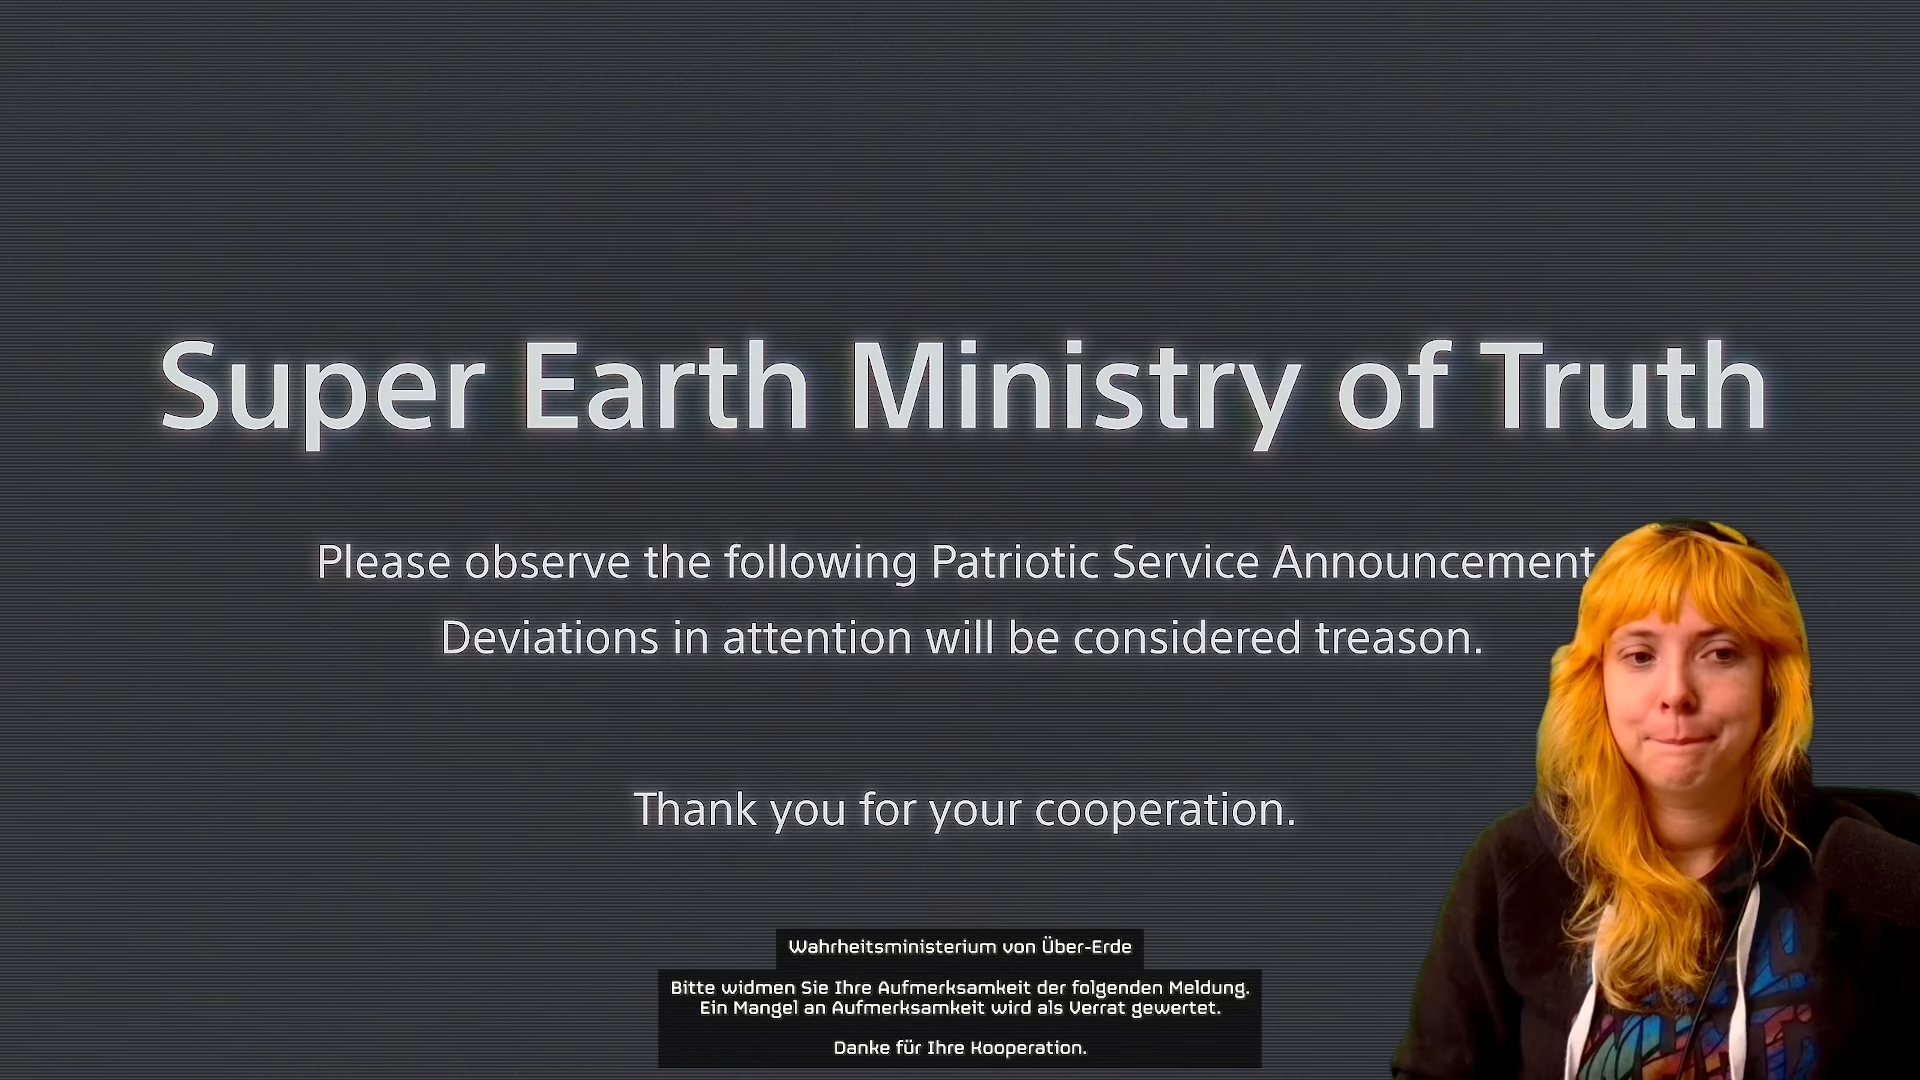 Super Earth Ministry of Truth
Please observe the following Patriotic Service Announcement
Deviations in attention will be considered treason.
Thank you for your cooperation.
Wahrheitsministerium von Über-Erde
Bitte widmen Sie Ihre Aufmerksamkeit der folgenden Meldung.
Ein Mangel an Aufmerksamkeit wird als Verrat gewertet.
Danke für Ihre Kooperation.